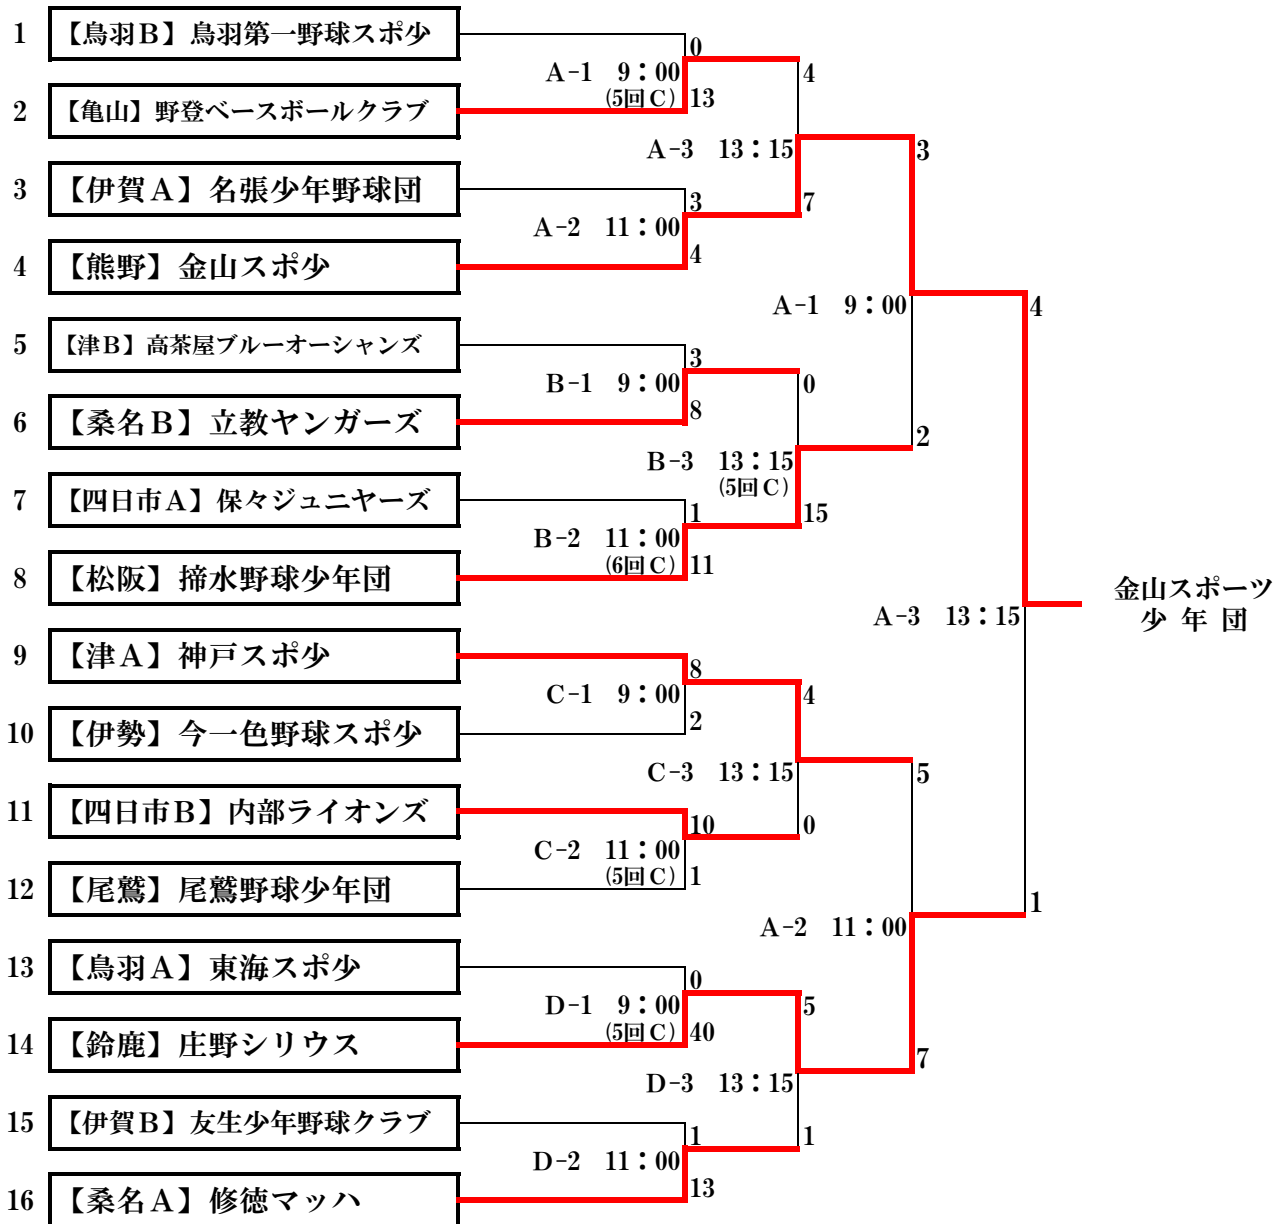 1 【鳥羽B】鳥羽第一野球スポ少
0
A-1 9：00
(5回C) 13
4
2 【亀山】野登ベースボールクラブ
A-3 13：15
3
3 【伊賀A】名張少年野球団
3
A-2 11：00
7
4 【熊野】金山スポ少
4
A-1 9：00
4
5 【津B】高茶屋ブルーオーシャンズ
3
B-1 9：00
0
6 【桑名B】立教ヤンガーズ
8
2
B-3 13：15
(5回C)
7 【四日市A】保々ジュニヤーズ
1
15
B-2 11：00
(6回C) 11
8 【松阪】揥水野球少年団
金山スポーツ
少年団
A-3 13：15
9 【津A】神戸スポ少
8
C-1 9：00
4
10 【伊勢】今一色野球スポ少
2
C-3 13：15
5
11 【四日市B】内部ライオンズ
10
0
C-2 11：00
(5回C) 1
12 【尾鷲】尾鷲野球少年団
1
A-2 11：00
13 【鳥羽A】東海スポ少
0
D-1 9：00
5
(5回C) 40
14 【鈴鹿】庄野シリウス
7
D-3 13：15
15 【伊賀B】友生少年野球クラブ
1
1
D-2 11：00
13
16 【桑名A】修徳マッハ